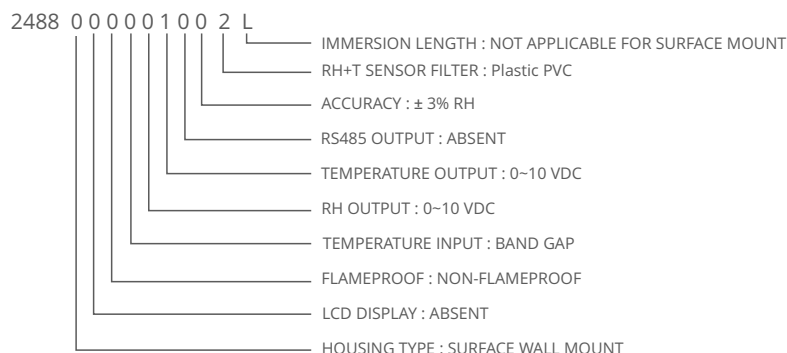 2488 0 0 0 0 0 1 0 0 2 L
IMMERSION LENGTH : NOT APPLICABLE FOR SURFACE MOUNT
RH+T SENSOR FILTER : Plastic PVC
ACCURACY : ± 3% RH
RS485 OUTPUT : ABSENT
TEMPERATURE OUTPUT : 0~10 VDC
RH OUTPUT : 0~10 VDC
TEMPERATURE INPUT : BAND GAP
FLAMEPROOF : NON-FLAMEPROOF
LCD DISPLAY : ABSENT
HOUSING TYPE : SURFACE WALL MOUNT